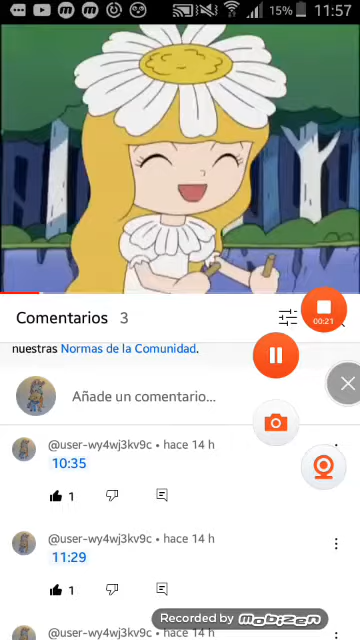 15% 11:57
Comentarios 3
00:21
nuestras Normas de la Comunidad.
Añade un comentario...
@user-wy4wj3kv9c • hace 14 h
10:35
1
@user-wy4wj3kv9c • hace 14 h
11:29
1
Recorded by mobizen
@user-wy4wj3kv9c • hace 14 h